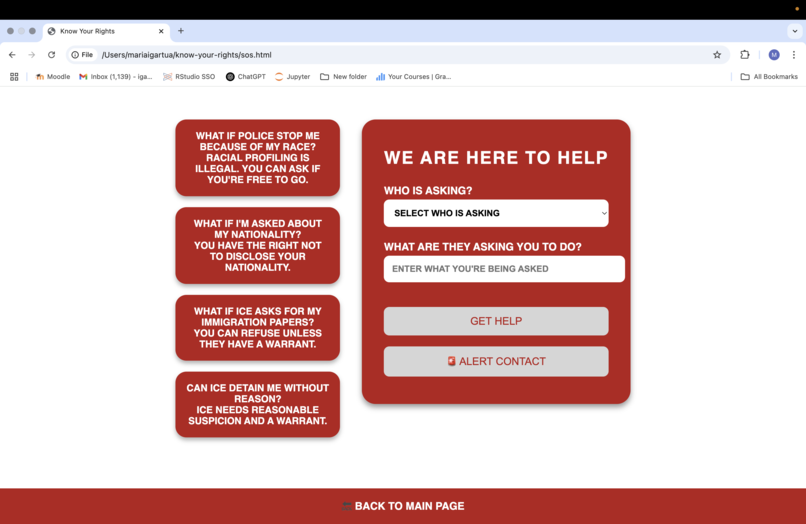 Know Your Rights
File
/Users/mariaigartua/know-your-rights/sos.html
M
Moodle
Inbox (1,139) - iga...
RStudio SSO
ChatGPT
Jupyter
New folder
Your Courses | Gra...
All Bookmarks
WHAT IF POLICE STOP ME
BECAUSE OF MY RACE?
RACIAL PROFILING IS
ILLEGAL. YOU CAN ASK IF
YOU'RE FREE TO GO.
WHAT IF I'M ASKED ABOUT
MY NATIONALITY?
YOU HAVE THE RIGHT NOT
TO DISCLOSE YOUR
NATIONALITY.
WHAT IF ICE ASKS FOR MY
IMMIGRATION PAPERS?
YOU CAN REFUSE UNLESS
THEY HAVE A WARRANT.
CAN ICE DETAIN ME WITHOUT
REASON?
ICE NEEDS REASONABLE
SUSPICION AND A WARRANT.
WE ARE HERE TO HELP
WHO IS ASKING?
SELECT WHO IS ASKING
WHAT ARE THEY ASKING YOU TO DO?
ENTER WHAT YOU'RE BEING ASKED
GET HELP
🚨 ALERT CONTACT
BACK TO MAIN PAGE